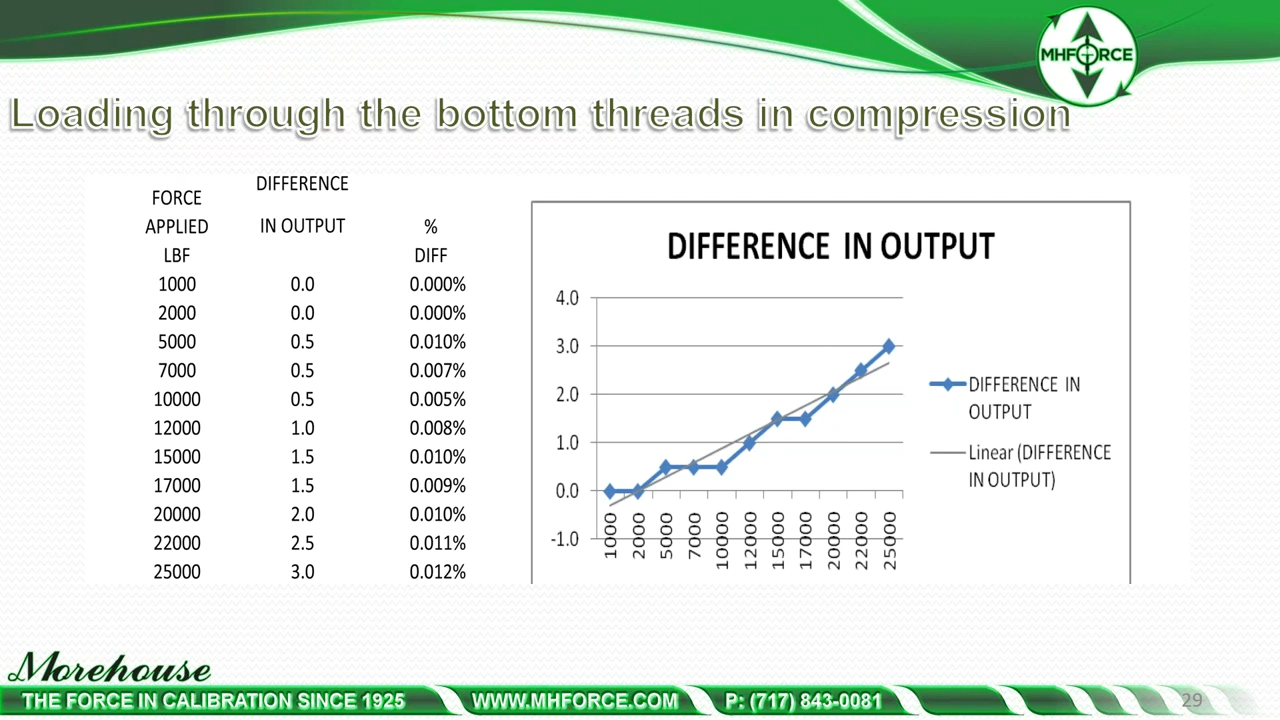 MHFORCE
Loading through the bottom threads in compression
FORCE APPLIED LBF DIFFERENCE IN OUTPUT % DIFF
1000 0.0 0.000%
2000 0.0 0.000%
5000 0.5 0.010%
7000 0.5 0.007%
10000 0.5 0.005%
12000 1.0 0.008%
15000 1.5 0.010%
17000 1.5 0.009%
20000 2.0 0.010%
22000 2.5 0.011%
25000 3.0 0.012%
DIFFERENCE IN OUTPUT
4.0
3.0
2.0
1.0
0.0
-1.0
1000 2000 5000 7000 10000 12000 15000 17000 20000 22000 25000
DIFFERENCE IN
OUTPUT
Linear (DIFFERENCE
IN OUTPUT)
Morehouse
THE FORCE IN CALIBRATION SINCE 1925 WWW.MHFORCE.COM P: (717) 843-0081 29